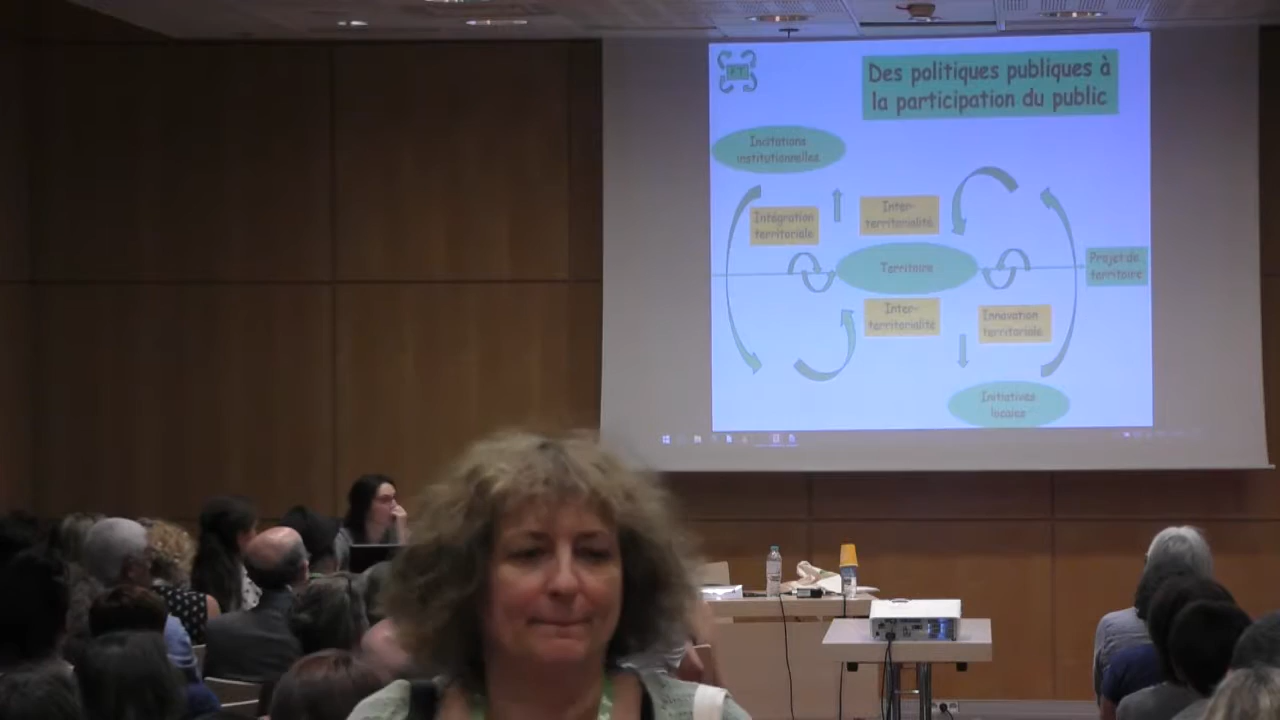 Des politiques publiques à
la participation du public
Incitations
institutionnelles
Intégration
territoriale
Inter-
territorialité
Territoire
Projet de
territoire
Inter-
territorialité
Innovation
territoriale
Initiatives
locales